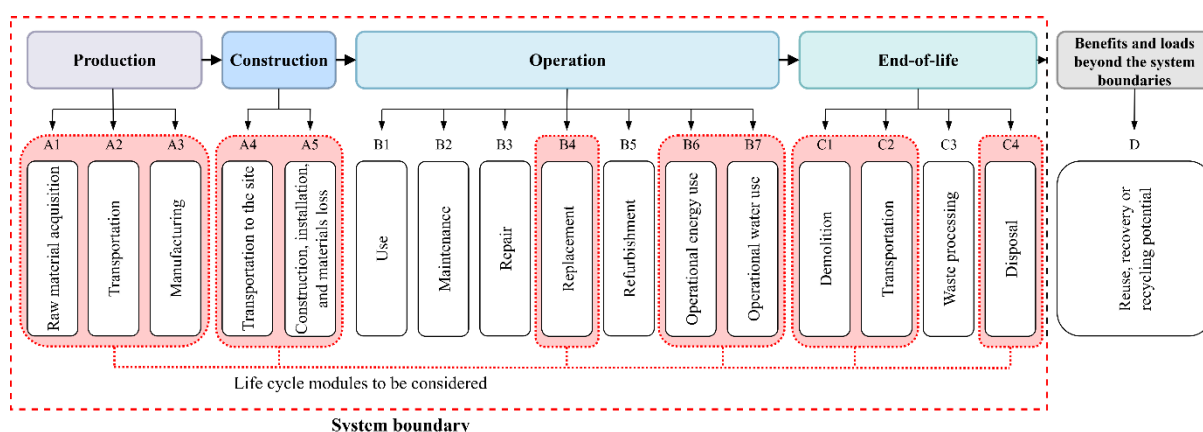 Production
Construction
Operation
End-of-life
Benefits and loads
beyond the system
boundaries
A1
A2
A3
A4
A5
B1
B2
B3
B4
B5
B6
B7
C1
C2
C3
C4
D
Raw material acquisition
Transportation
Manufacturing
Transportation to the site
Construction, installation,
and materials loss
Use
Maintenance
Repair
Replacement
Refurbishment
Operational energy use
Operational water use
Demolition
Transportation
Waste processing
Disposal
Reuse, recovery or
recycling potential
Life cycle modules to be considered
System boundary